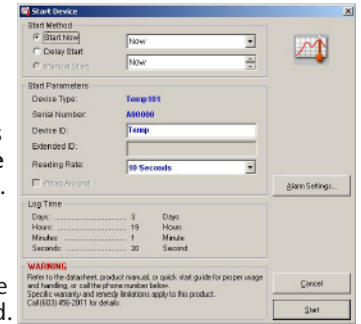 Start Device
Start Method
Start Now
Now
Delay Start
Now
Manual Start
Start Parameters
Device Type: Temp101
Serial Number: A00000
Device ID: Temp
Extended ID:
Reading Rate: 10 Seconds
Wrap Around
Alarm Settings...
Log Time
Days: 3 Days
Hours: 19 Hours
Minutes: 1 Minute
Seconds: 20 Second
WARNING
Refer to the datasheet, product manual, or quick start guide for proper usage
and handling, or call the phone number below.
Specific warranty and remedy limitations apply to this product.
Call (603) 456-2011 for details.
Cancel
Start
s
e
.
e
d.